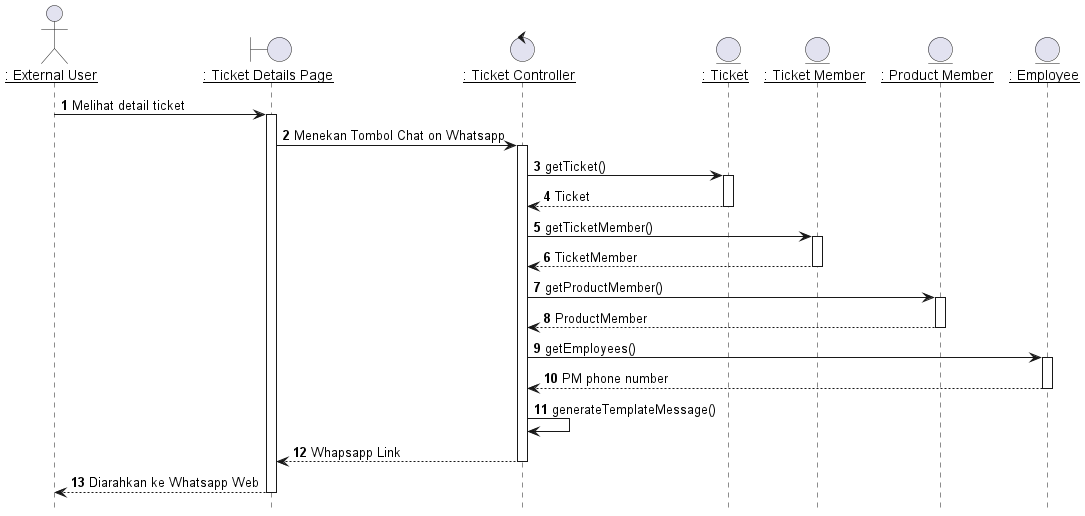 : External User
: Ticket Details Page
: Ticket Controller
: Ticket
: Ticket Member
: Product Member
: Employee
1 Melihat detail ticket
2 Menekan Tombol Chat on Whatsapp
3 getTicket()
4 Ticket
5 getTicketMember()
6 TicketMember
7 getProductMember()
8 ProductMember
9 getEmployees()
10 PM phone number
11 generateTemplateMessage()
12 Whapsapp Link
13 Diarahkan ke Whatsapp Web